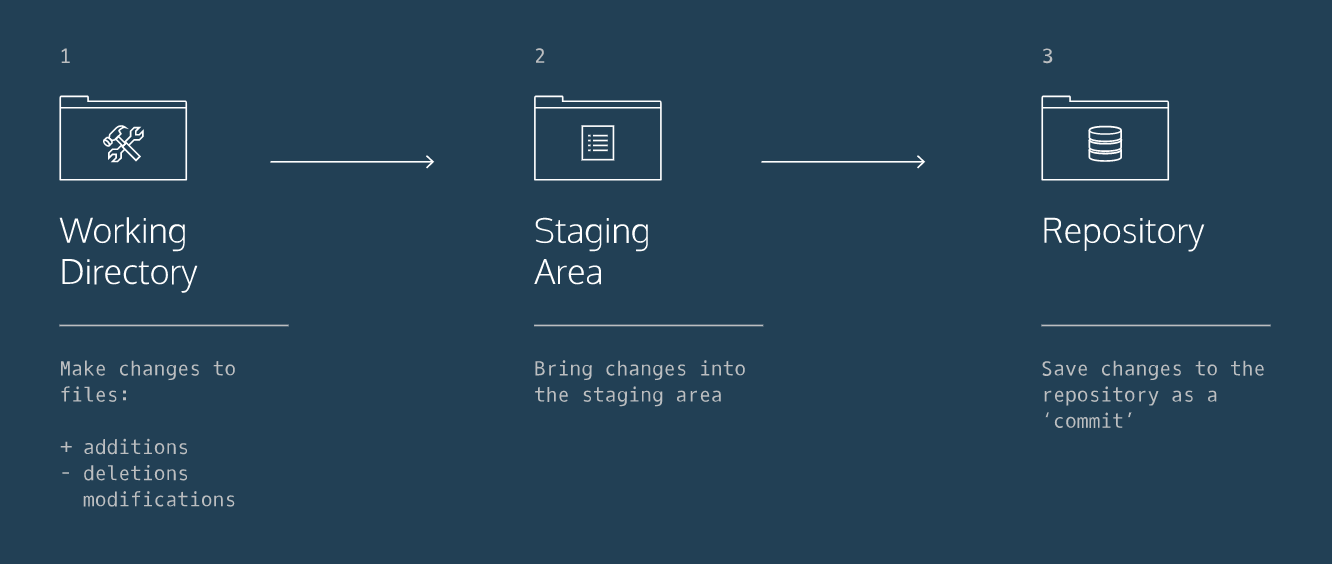 1
Working
Directory
Make changes to
files:
+ additions
- deletions
modifications
2
Staging
Area
Bring changes into
the staging area
3
Repository
Save changes to the
repository as a
‘commit’